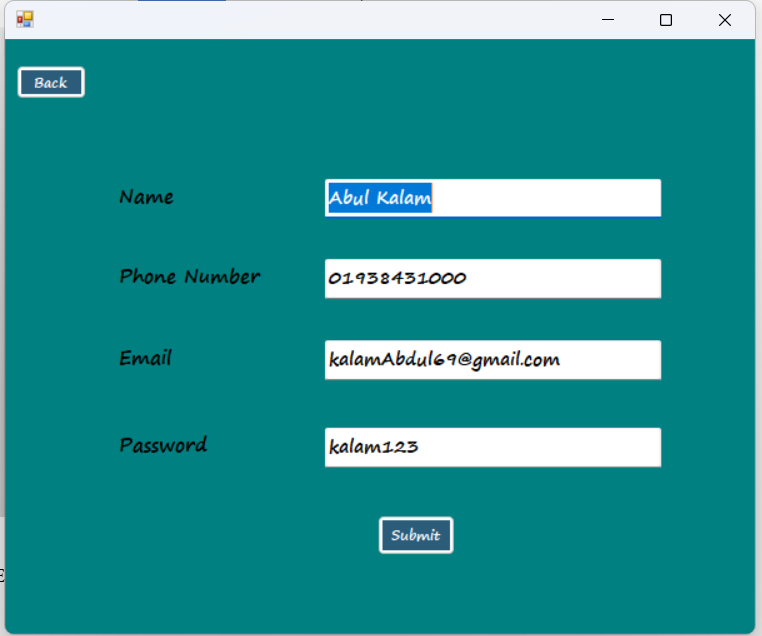 Back
Name
Abul Kalam
Phone Number
01938431000
Email
kalamAbdul69@gmail.com
Password
kalam123
Submit